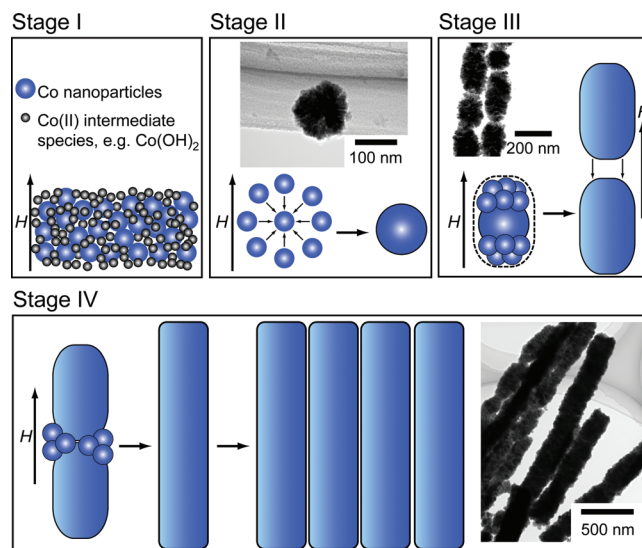 Stage I
Co nanoparticles
Co(II) intermediate
species, e.g. Co(OH)2
H
Stage II
100 nm
H
Stage III
200 nm
H
H
Stage IV
H
500 nm